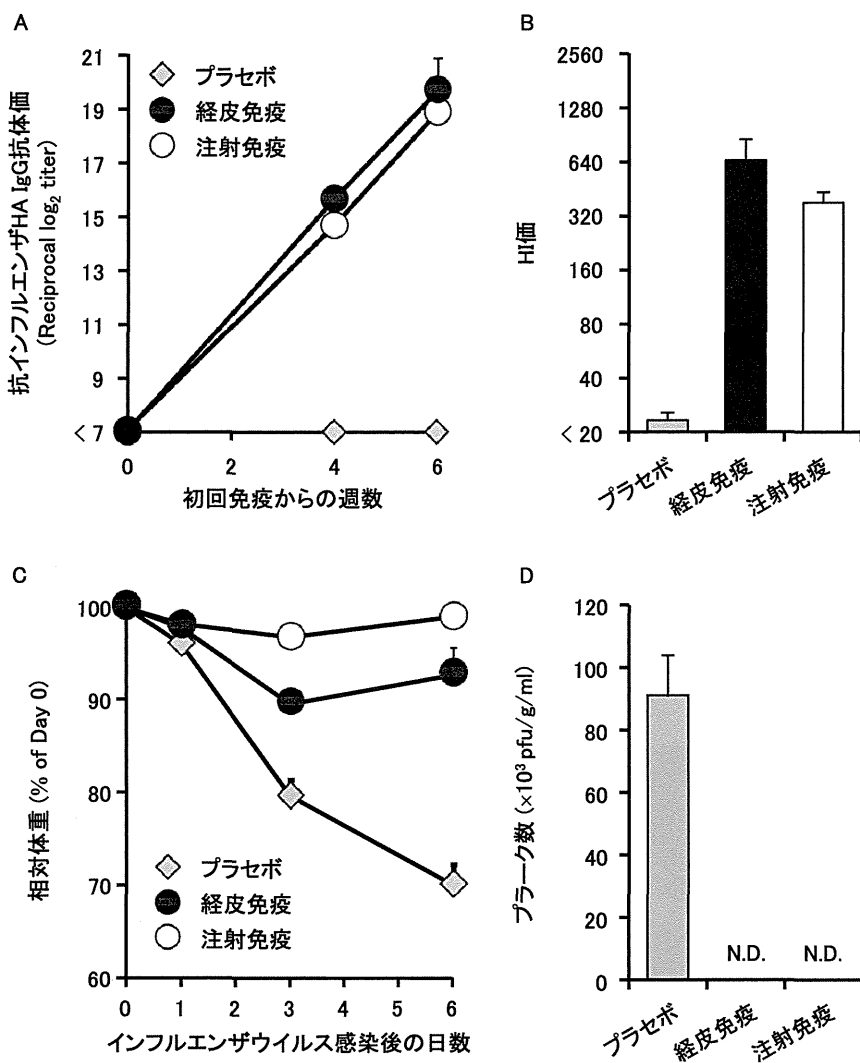 A
抗インフルエンザHA IgG抗体価
(Reciprocal log₂ titer)
21
19
17
15
13
11
9
<7
プラセボ
経皮免疫
注射免疫
0 2 4 6
初回免疫からの週数
B
HI価
2560
1280
640
320
160
80
40
<20
プラセボ
経皮免疫
注射免疫
C
相対体重 (% of Day 0)
100
90
80
70
60
プラセボ
経皮免疫
注射免疫
0 1 3 5 6
インフルエンザウイルス感染後の日数
D
プラーク数 (×10³ pfu/g/ml)
120
100
80
60
40
20
0
N.D. N.D.
プラセボ
経皮免疫
注射免疫